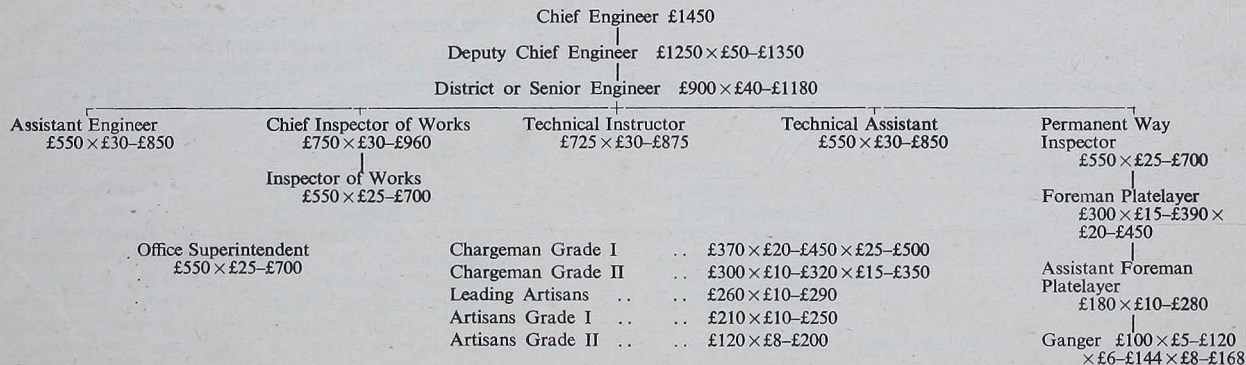 Chief Engineer £1450
Deputy Chief Engineer £1250×£50–£1350
District or Senior Engineer £900×£40–£1180
Assistant Engineer
£550×£30–£850
Chief Inspector of Works
£750×£30–£960
Inspector of Works
£550×£25–£700
Technical Instructor
£725×£30–£875
Technical Assistant
£550×£30–£850
Permanent Way
Inspector
£550×£25–£700
Foreman Platelayer
£300×£15–£390×
£20–£450
Assistant Foreman
Platelayer
£180×£10–£280
Ganger £100×£5–£120
×£6–£144×£8–£168
Office Superintendent
£550×£25–£700
Chargeman Grade I .. £370×£20–£450×£25–£500
Chargeman Grade II .. £300×£10–£320×£15–£350
Leading Artisans .. .. £260×£10–£290
Artisans Grade I .. .. £210×£10–£250
Artisans Grade II .. .. £120×£8–£200